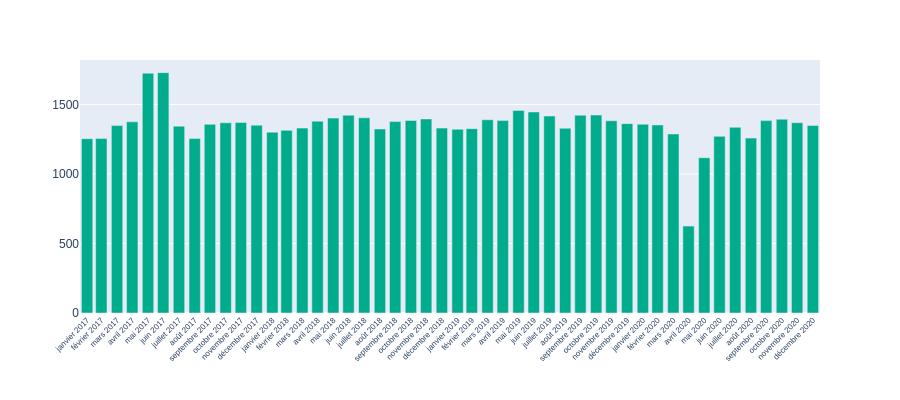 1500
1000
500
0
janvier 2017
février 2017
mars 2017
avril 2017
mai 2017
juin 2017
juillet 2017
août 2017
septembre 2017
octobre 2017
novembre 2017
décembre 2017
janvier 2018
février 2018
mars 2018
avril 2018
mai 2018
juin 2018
juillet 2018
août 2018
septembre 2018
octobre 2018
novembre 2018
décembre 2018
janvier 2019
février 2019
mars 2019
avril 2019
mai 2019
juin 2019
juillet 2019
août 2019
septembre 2019
octobre 2019
novembre 2019
décembre 2019
janvier 2020
février 2020
mars 2020
avril 2020
mai 2020
juin 2020
juillet 2020
août 2020
septembre 2020
octobre 2020
novembre 2020
décembre 2020